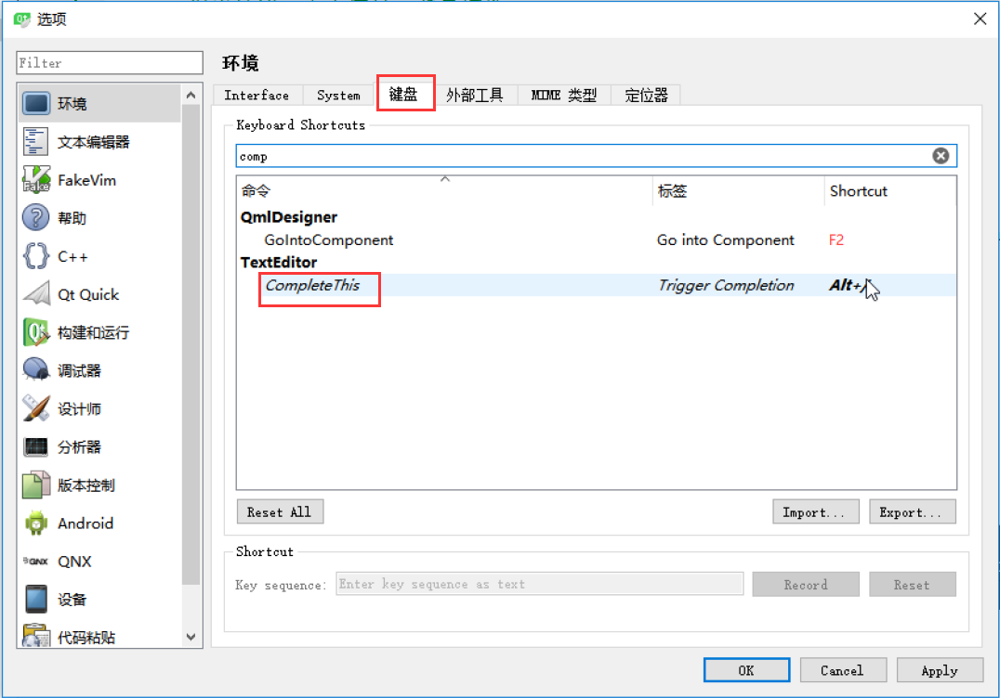 选项
Filter
环境
文本编辑器
FakeVim
帮助
C++
Qt Quick
构建和运行
调试器
设计师
分析器
版本控制
Android
QNX
设备
代码粘贴
环境
Interface System 键盘 外部工具 MIME 类型 定位器
Keyboard Shortcuts
comp
命令 标签 Shortcut
QmlDesigner
GoIntoComponent Go into Component F2
TextEditor
CompleteThis Trigger Completion Alt+/
Reset All Import... Export...
Shortcut
Key sequence: Enter key sequence as text Record Reset
OK Cancel Apply